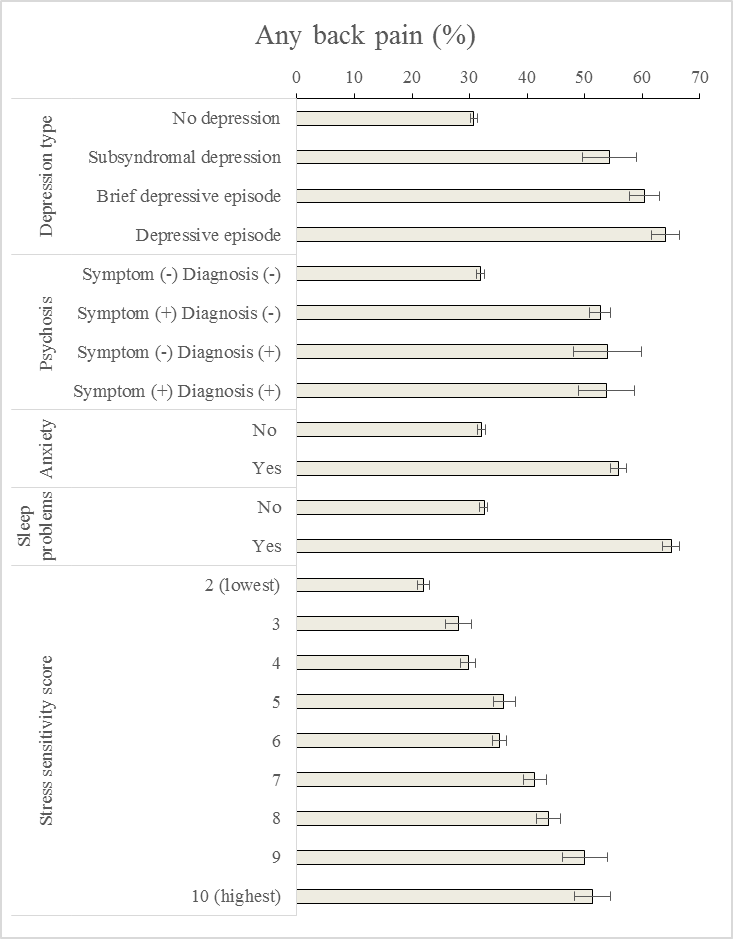 Any back pain (%)
0 10 20 30 40 50 60 70
Depression type
No depression
Subsyndromal depression
Brief depressive episode
Depressive episode
Psychosis
Symptom (-) Diagnosis (-)
Symptom (+) Diagnosis (-)
Symptom (-) Diagnosis (+)
Symptom (+) Diagnosis (+)
Anxiety
No
Yes
Sleep
problems
No
Yes
Stress sensitivity score
2 (lowest)
3
4
5
6
7
8
9
10 (highest)